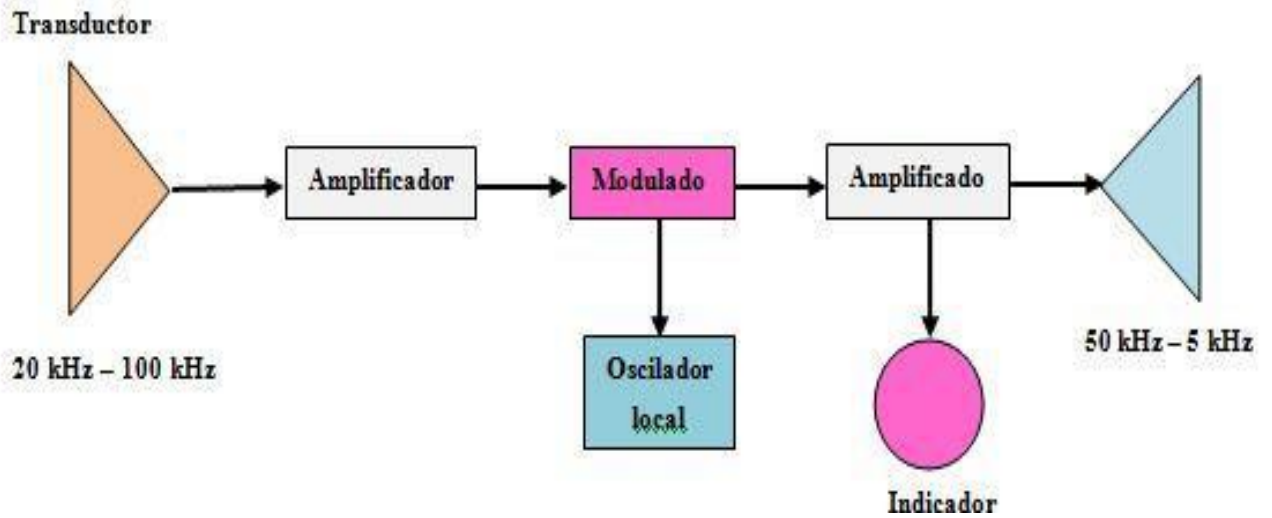 Transductor
Amplificador
Modulado
Amplificado
20 kHz – 100 kHz
Oscilador
local
50 kHz – 5 kHz
Indicador